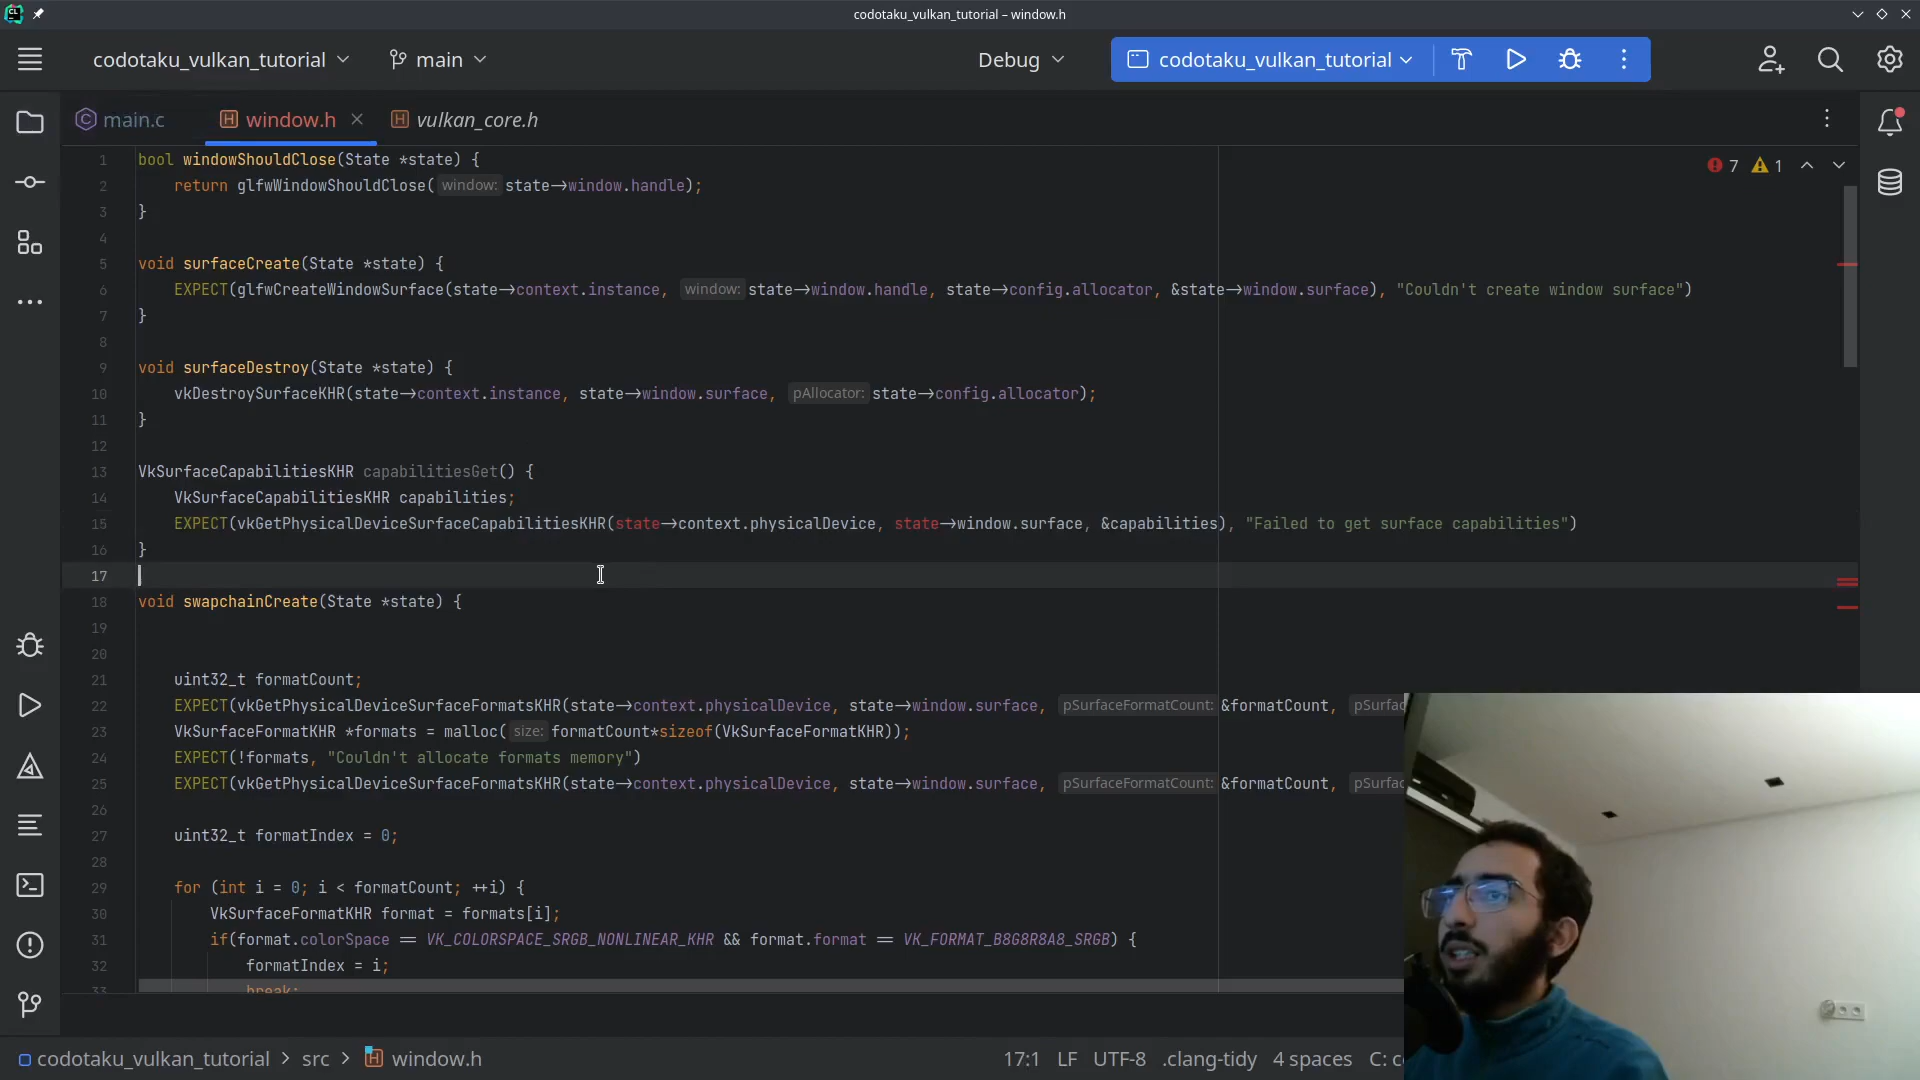 codotaku_vulkan_tutorial – window.h
codotaku_vulkan_tutorial
main
Debug
codotaku_vulkan_tutorial
main.c
window.h
vulkan_core.h
7 1
1 bool windowShouldClose(State *state) {
2 return glfwWindowShouldClose( window: state→window.handle);
3 }
4
5 void surfaceCreate(State *state) {
6 EXPECT(glfwCreateWindowSurface(state→context.instance, window: state→window.handle, state→config.allocator, &state→window.surface), "Couldn't create window surface")
7 }
8
9 void surfaceDestroy(State *state) {
10 vkDestroySurfaceKHR(state→context.instance, state→window.surface, pAllocator: state→config.allocator);
11 }
12
13 VkSurfaceCapabilitiesKHR capabilitiesGet() {
14 VkSurfaceCapabilitiesKHR capabilities;
15 EXPECT(vkGetPhysicalDeviceSurfaceCapabilitiesKHR(state→context.physicalDevice, state→window.surface, &capabilities), "Failed to get surface capabilities")
16 }
17
18 void swapchainCreate(State *state) {
19
20
21 uint32_t formatCount;
22 EXPECT(vkGetPhysicalDeviceSurfaceFormatsKHR(state→context.physicalDevice, state→window.surface, pSurfaceFormatCount: &formatCount, pSurfac
23 VkSurfaceFormatKHR *formats = malloc( size: formatCount*sizeof(VkSurfaceFormatKHR));
24 EXPECT(!formats, "Couldn't allocate formats memory")
25 EXPECT(vkGetPhysicalDeviceSurfaceFormatsKHR(state→context.physicalDevice, state→window.surface, pSurfaceFormatCount: &formatCount, pSurfac
26
27 uint32_t formatIndex = 0;
28
29 for (int i = 0; i < formatCount; ++i) {
30 VkSurfaceFormatKHR format = formats[i];
31 if(format.colorSpace == VK_COLORSPACE_SRGB_NONLINEAR_KHR && format.format == VK_FORMAT_B8G8R8A8_SRGB) {
32 formatIndex = i;
33 break;
codotaku_vulkan_tutorial > src > window.h
17:1 LF UTF-8 .clang-tidy 4 spaces C: c